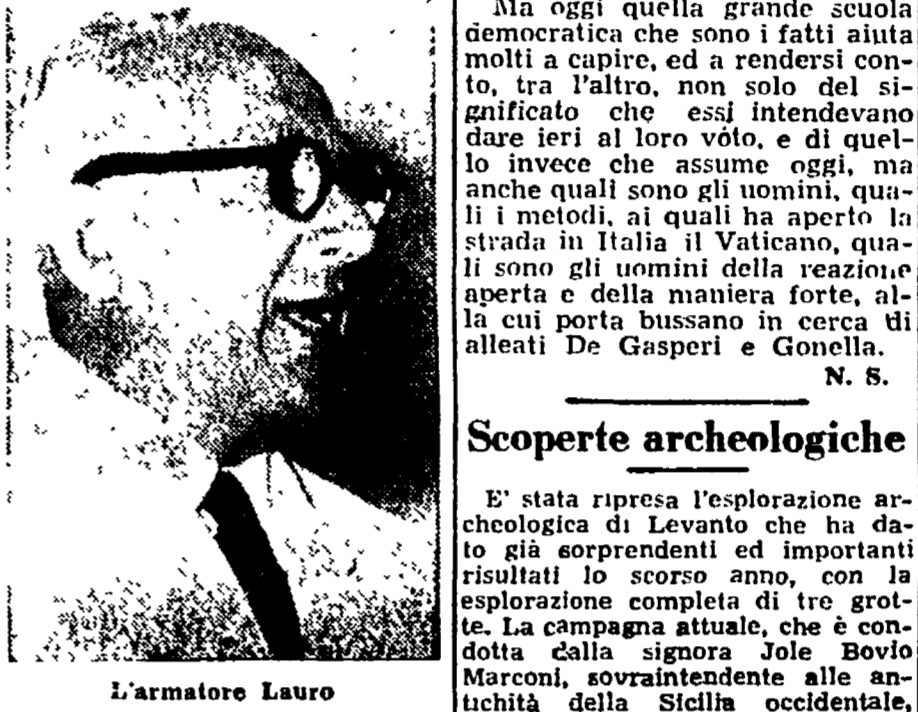 L'armatore Lauro
Ma oggi quella grande scuola
democratica che sono i fatti aiuta
molti a capire, ed a rendersi con-
to, tra l'altro, non solo del si-
gnificato che essi intendevano
dare ieri al loro vòto, e di quel-
lo invece che assume oggi, ma
anche quali sono gli uomini, qua-
li i metodi, ai quali ha aperto la
strada in Italia il Vaticano, qua-
li sono gli uomini della reazione
aperta e della maniera forte, al-
la cui porta bussano in cerca di
alleati De Gasperi e Gonella.
N. S.
Scoperte archeologiche
E' stata ripresa l'esplorazione ar-
cheologica di Levanto che ha da-
to già sorprendenti ed importanti
risultati lo scorso anno, con la
esplorazione completa di tre grot-
te. La campagna attuale, che è con-
dotta dalla signora Jole Bovio
Marconi, sovraintendente alle an-
tichità della Sicilia occidentale,